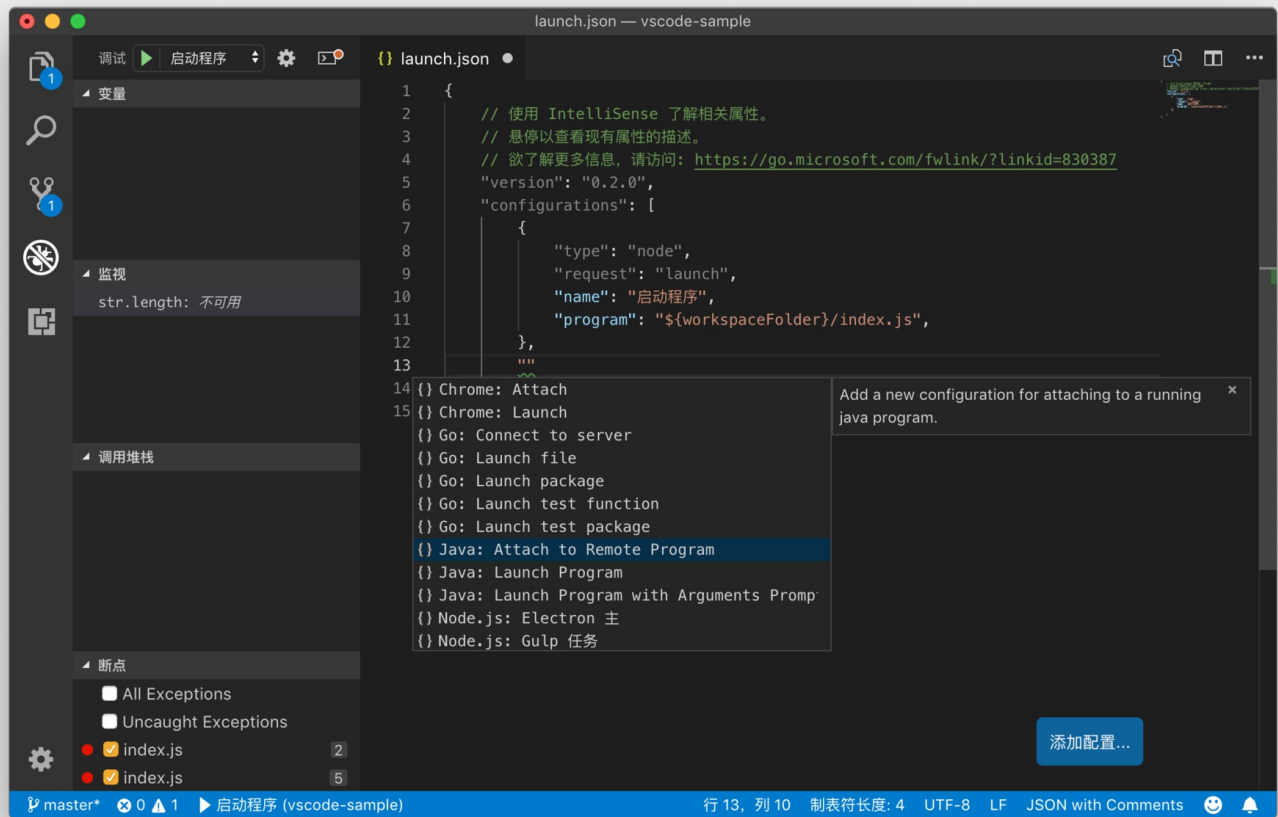 launch.json — vscode-sample
调试 启动程序
{} launch.json
1
1
变量
监视
str.length: 不可用
调用堆栈
断点
All Exceptions
Uncaught Exceptions
index.js 2
index.js 5
1 {
2 // 使用 IntelliSense 了解相关属性。
3 // 悬停以查看现有属性的描述。
4 // 欲了解更多信息，请访问: https://go.microsoft.com/fwlink/?linkid=830387
5 "version": "0.2.0",
6 "configurations": [
7 {
8 "type": "node",
9 "request": "launch",
10 "name": "启动程序",
11 "program": "${workspaceFolder}/index.js",
12 },
13 ""
14
15
{} Chrome: Attach
{} Chrome: Launch
{} Go: Connect to server
{} Go: Launch file
{} Go: Launch package
{} Go: Launch test function
{} Go: Launch test package
{} Java: Attach to Remote Program
{} Java: Launch Program
{} Java: Launch Program with Arguments Promp
{} Node.js: Electron 主
{} Node.js: Gulp 任务
Add a new configuration for attaching to a running
java program.
添加配置...
master* 0 1 启动程序 (vscode-sample) 行 13，列 10 制表符长度: 4 UTF-8 LF JSON with Comments